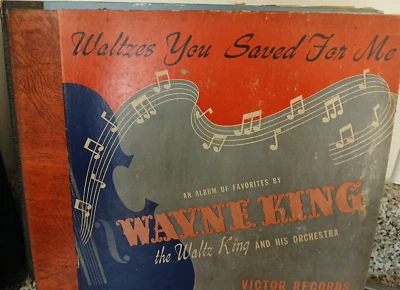 Waltzes You Saved For Me
AN ALBUM OF FAVORITES BY
WAYNE KING
the Waltz King AND HIS ORCHESTRA
VICTOR RECORDS